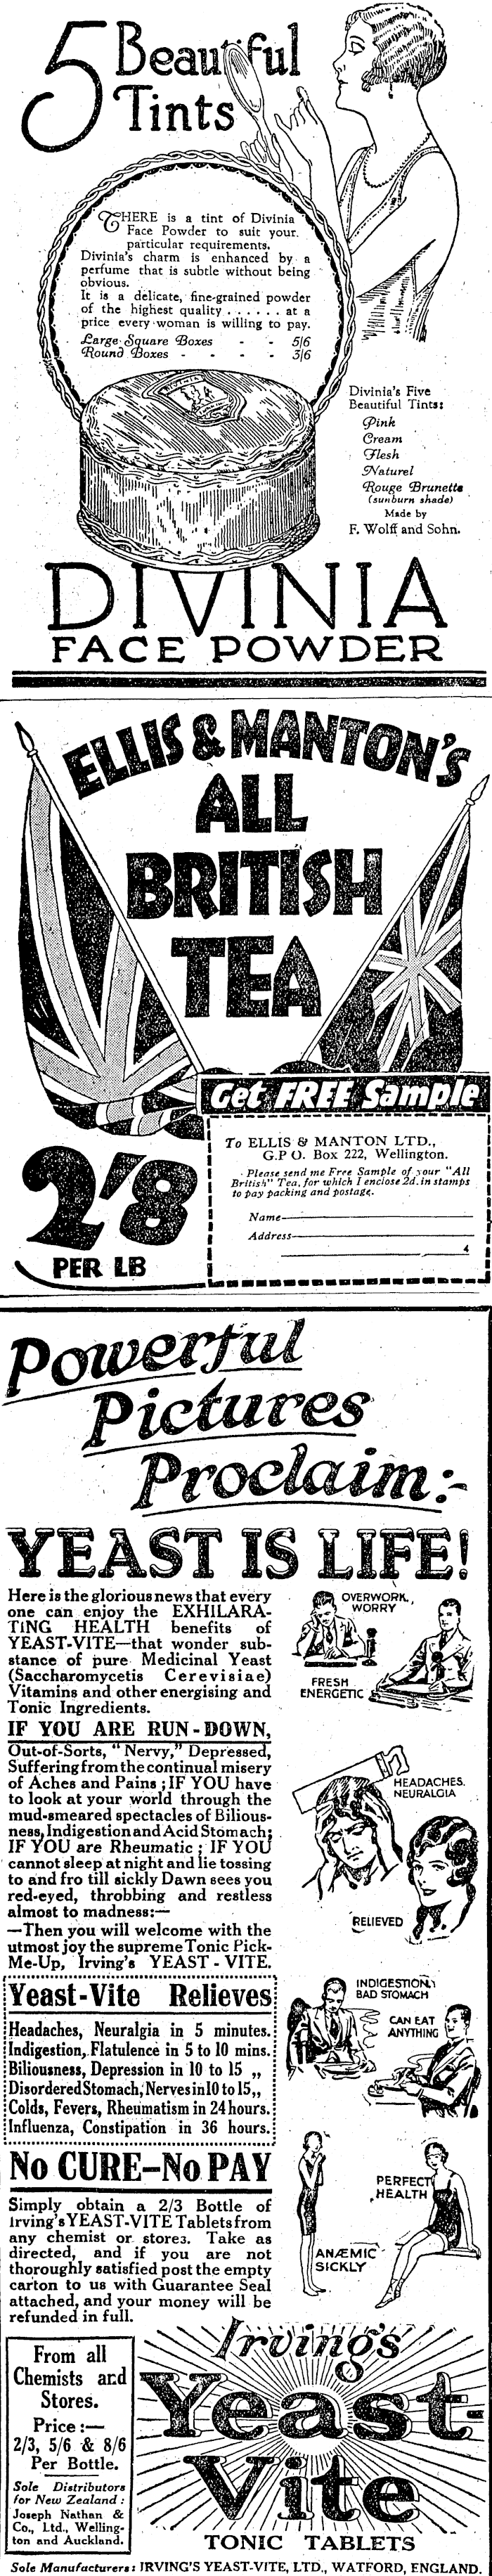 5 Beautiful
Tints
THERE is a tint of Divinia
Face Powder to suit your
particular requirements.
Divinia's charm is enhanced by a
perfume that is subtle without being
obvious.
It is a delicate, fine-grained powder
of the highest quality . . . . . . at a
price every woman is willing to pay.
Large Square Boxes - - 5/6
Round Boxes - - - - 3/6
Divinia's Five
Beautiful Tints:
Pink
Cream
Flesh
Naturel
Rouge Brunette
(sunburn shade)
Made by
F. Wolff and Sohn.
DIVINIA
DIVINIA
FACE POWDER
ELLIS & MANTON'S
ALL
BRITISH
TEA
Get FREE Sample
To ELLIS & MANTON LTD.,
G.P O. Box 222, Wellington.
Please send me Free Sample of your "All
British" Tea, for which I enclose 2d. in stamps
to pay packing and postage.
Name
Address
4
2'8
PER LB
Powerful
Pictures
Proclaim:-
YEAST IS LIFE!
Here is the glorious news that every
one can enjoy the EXHILARA-
TING HEALTH benefits of
YEAST-VITE—that wonder sub-
stance of pure Medicinal Yeast
(Saccharomycetis Cerevisiae)
Vitamins and other energising and
Tonic Ingredients.
IF YOU ARE RUN-DOWN,
Out-of-Sorts, "Nervy," Depressed,
Suffering from the continual misery
of Aches and Pains ; IF YOU have
to look at your world through the
mud-smeared spectacles of Bilious-
ness, Indigestion and Acid Stomach;
IF YOU are Rheumatic ; IF YOU
cannot sleep at night and lie tossing
to and fro till sickly Dawn sees you
red-eyed, throbbing and restless
almost to madness:—
—Then you will welcome with the
utmost joy the supreme Tonic Pick-
Me-Up, Irving's YEAST-VITE.
OVERWORK,
WORRY
FRESH
ENERGETIC
HEADACHES.
NEURALGIA
RELIEVED
INDIGESTION,
BAD STOMACH
CAN EAT
ANYTHING
PERFECT
HEALTH
ANÆMIC
SICKLY
Yeast-Vite Relieves
Headaches, Neuralgia in 5 minutes.
Indigestion, Flatulence in 5 to 10 mins.
Biliousness, Depression in 10 to 15 „
Disordered Stomach, Nerves in 10 to 15 „
Colds, Fevers, Rheumatism in 24 hours.
Influenza, Constipation in 36 hours.
NO CURE—NO PAY
Simply obtain a 2/3 Bottle of
Irving's YEAST-VITE Tablets from
any chemist or stores. Take as
directed, and if you are not
thoroughly satisfied post the empty
carton to us with Guarantee Seal
attached, and your money will be
refunded in full.
From all
Chemists and
Stores.
Price :—
2/3, 5/6 & 8/6
Per Bottle.
Sole Distributors
for New Zealand :
Joseph Nathan &
Co., Ltd., Welling-
ton and Auckland.
Irving's
Yeast-
Vite
TONIC TABLETS
Sole Manufacturers: IRVING'S YEAST-VITE, LTD., WATFORD, ENGLAND.